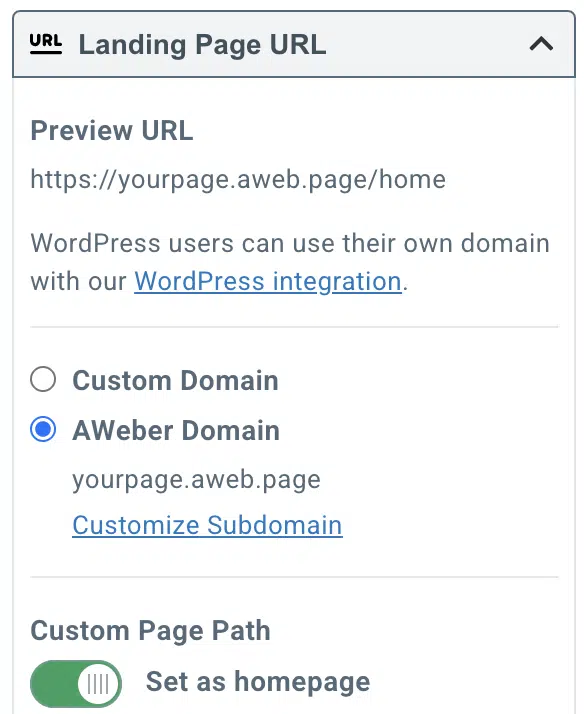 URL Landing Page URL
Preview URL
https://yourpage.aweb.page/home
WordPress users can use their own domain
with our WordPress integration.
Custom Domain
AWeber Domain
yourpage.aweb.page
Customize Subdomain
Custom Page Path
Set as homepage